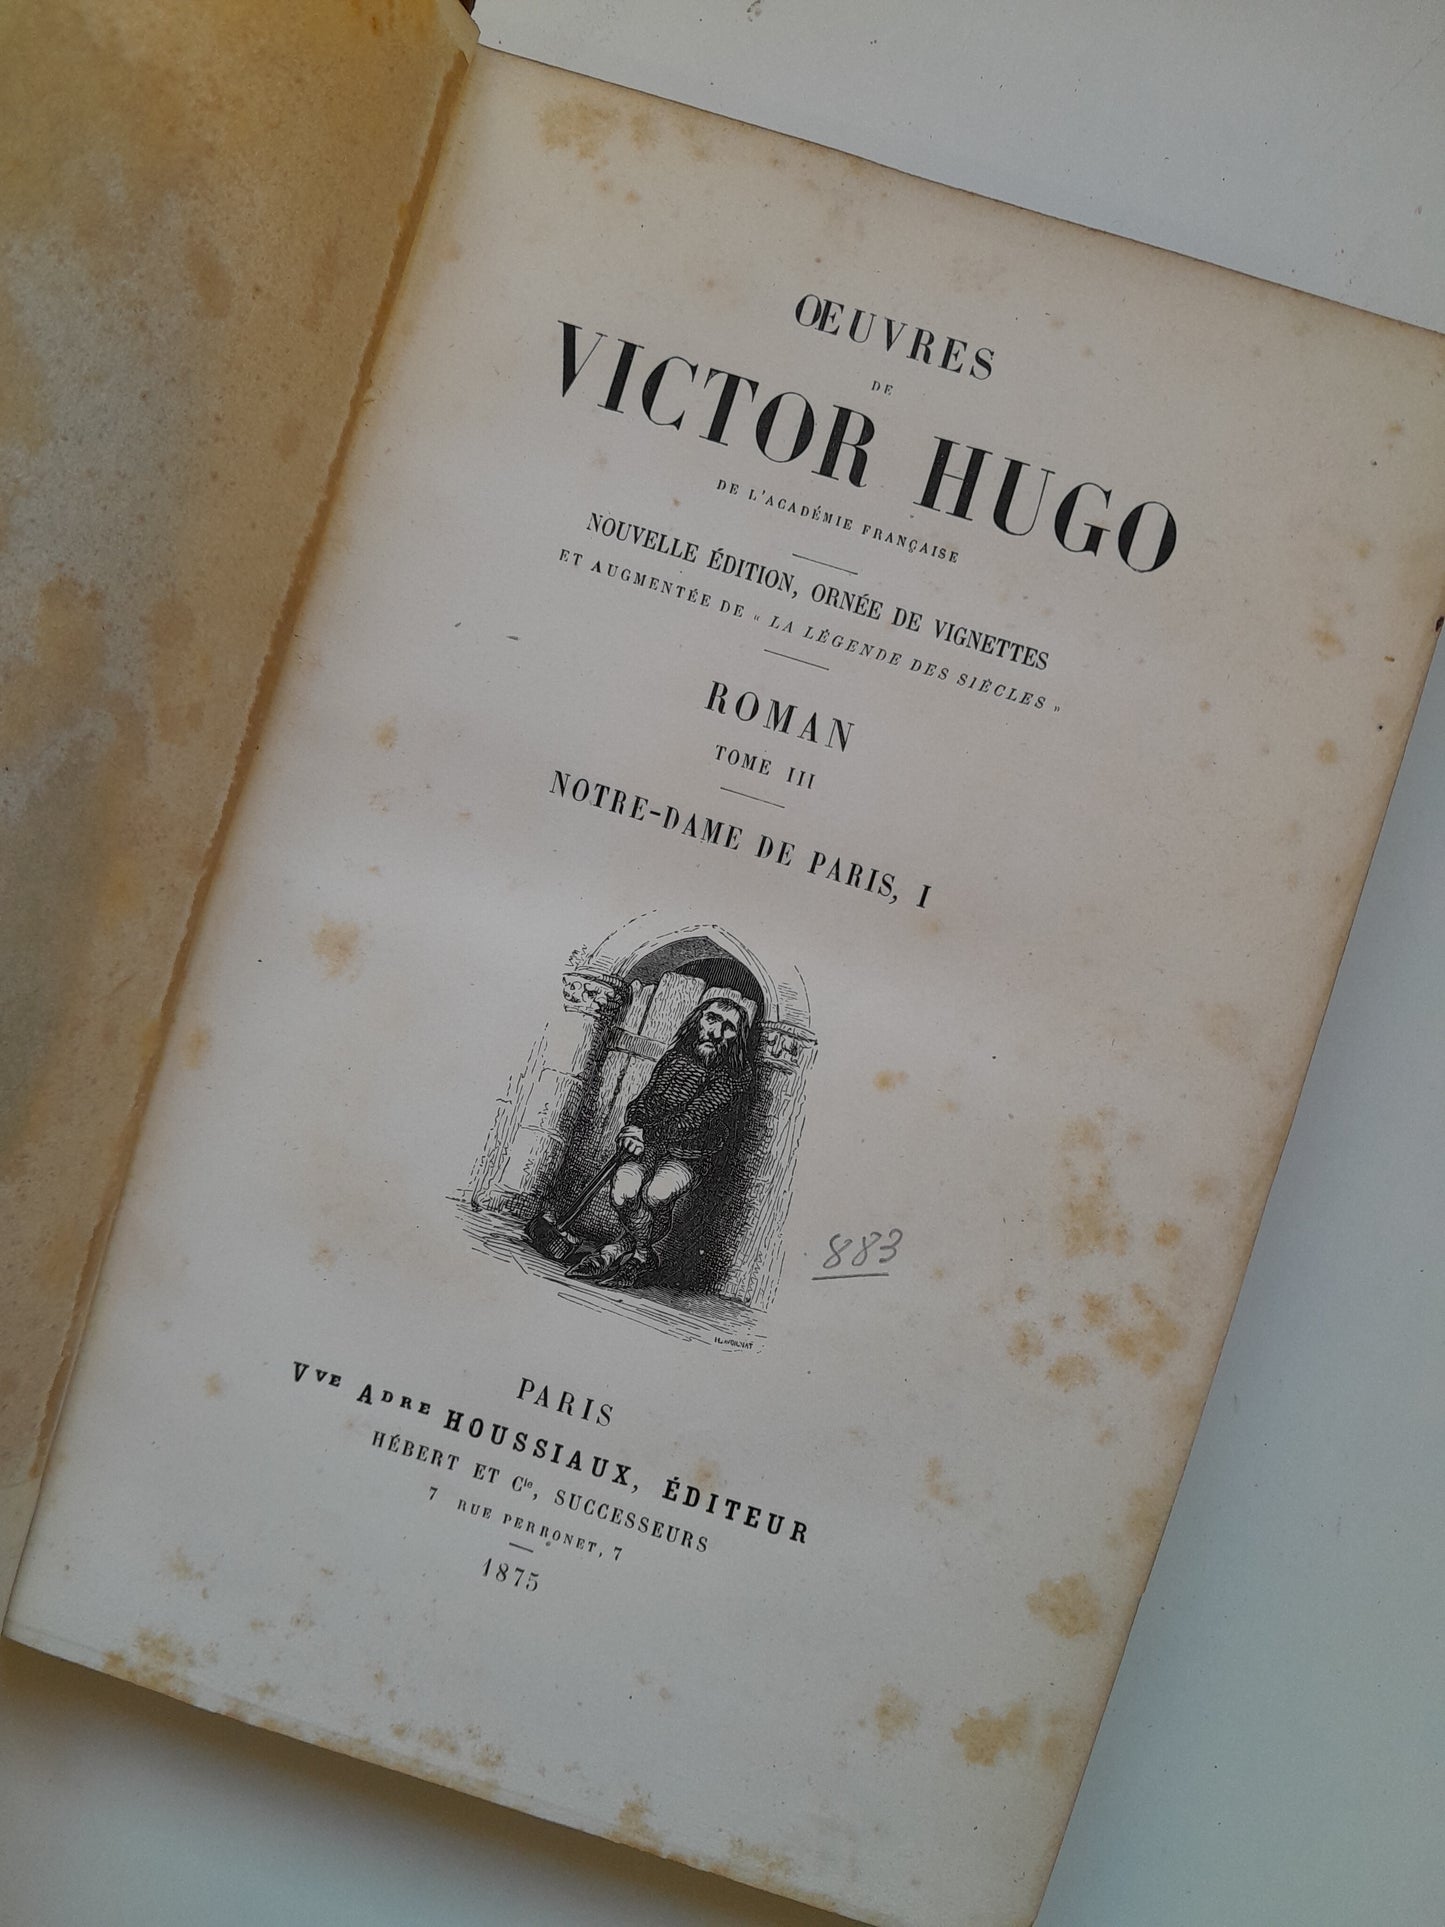 ŒUVRES
DE
VICTOR HUGO
DE L'ACADÉMIE FRANÇAISE
NOUVELLE ÉDITION, ORNÉE DE VIGNETTES
ET AUGMENTÉE DE « LA LÉGENDE DES SIÈCLES »
ROMAN
TOME III
NOTRE-DAME DE PARIS, I
883
PARIS
Vve ADRE HOUSSIAUX, ÉDITEUR
HÉBERT ET Cie, SUCCESSEURS
7 RUE PERRONET, 7
1875